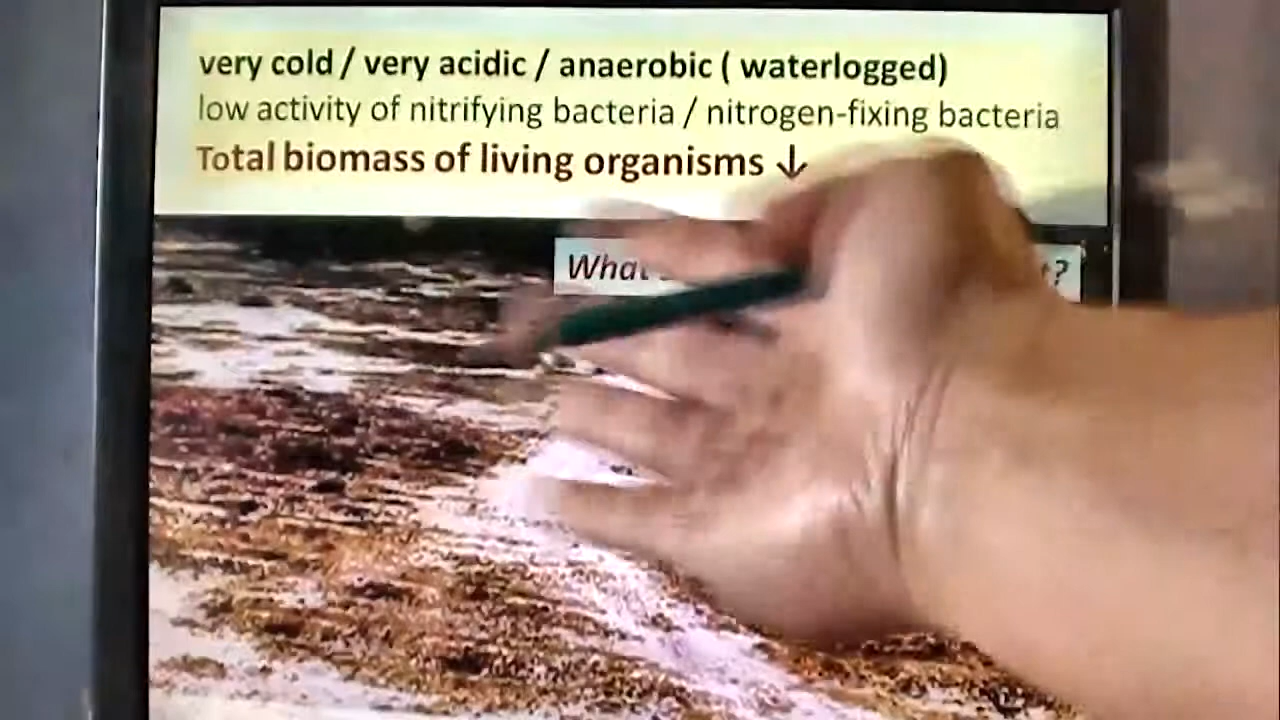 very cold / very acidic / anaerobic ( waterlogged)
low activity of nitrifying bacteria / nitrogen-fixing bacteria
Total biomass of living organisms ↓
What ?